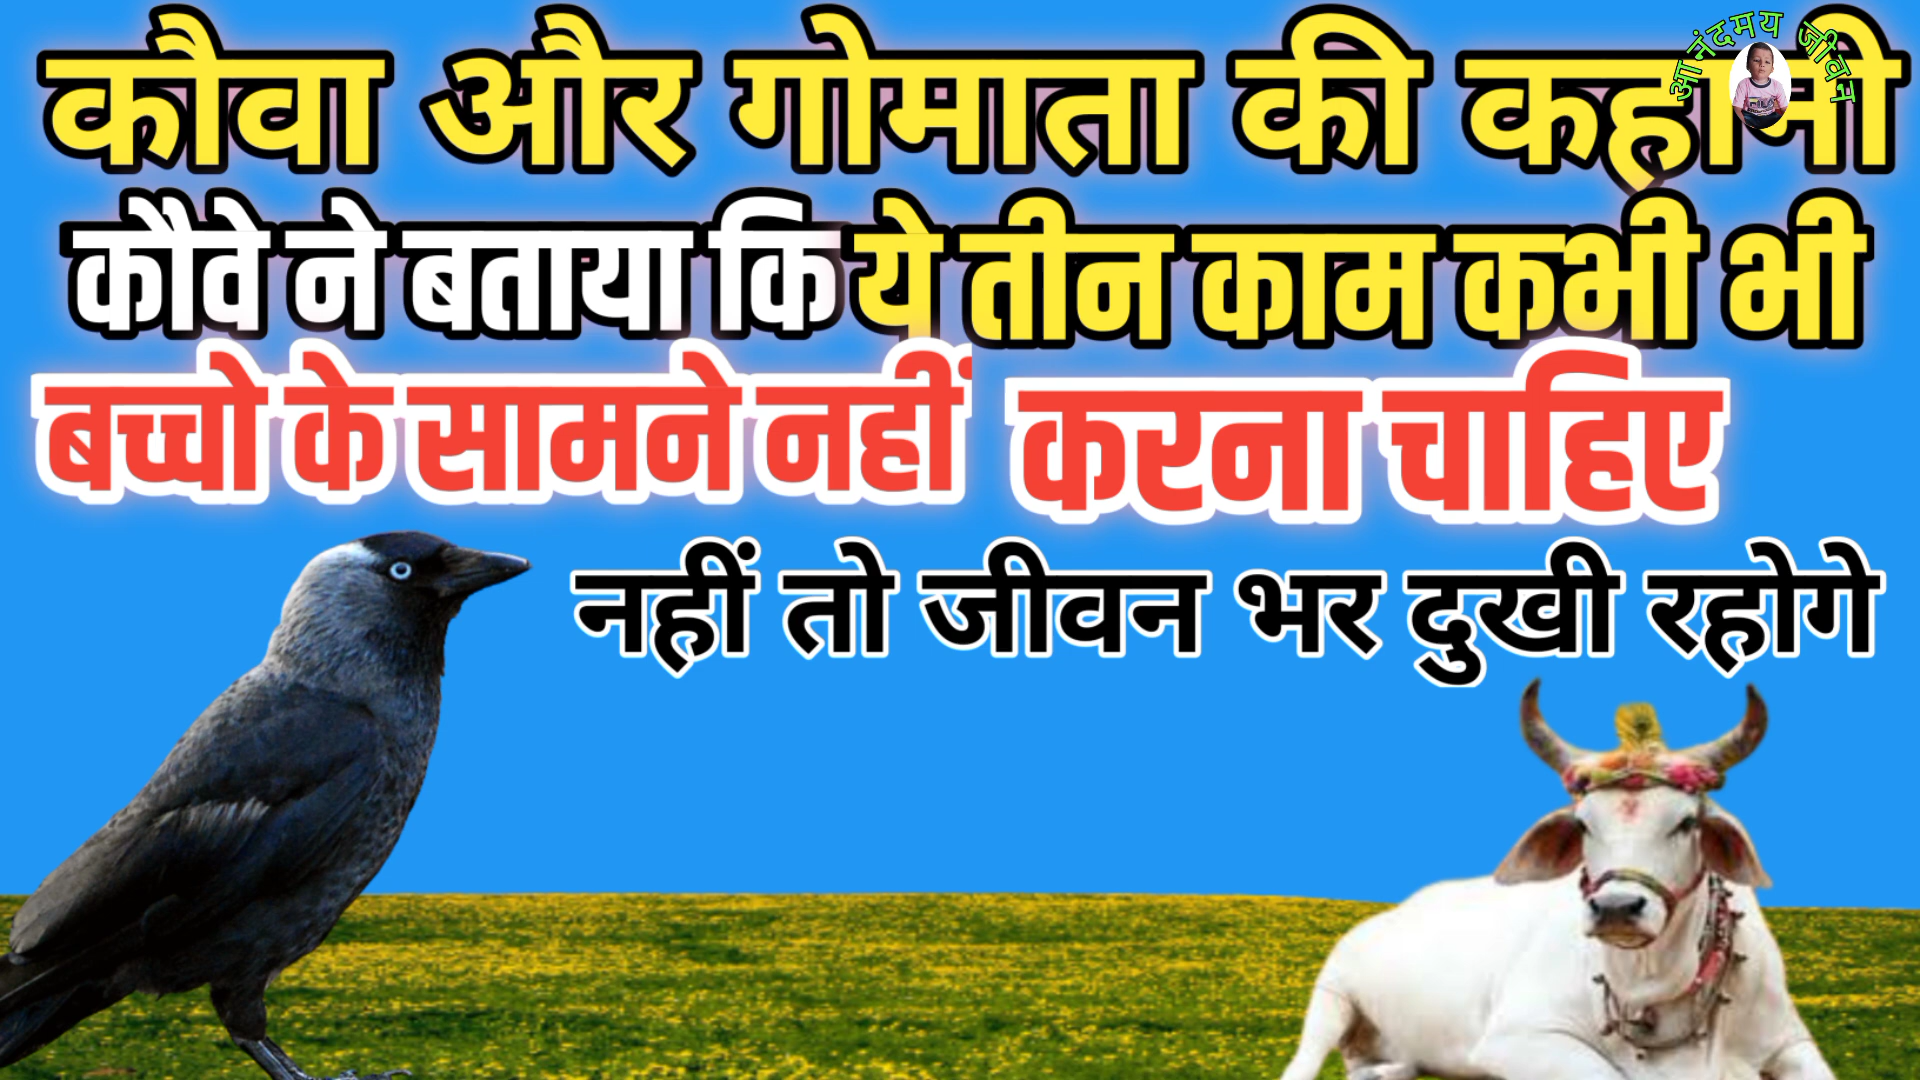 कौवा और गोमाता की कहानी
आनंदमय जीवन
कौवे ने बताया कि ये तीन काम कभी भी
बच्चो के सामने नहीं करना चाहिए
नहीं तो जीवन भर दुखी रहोगे